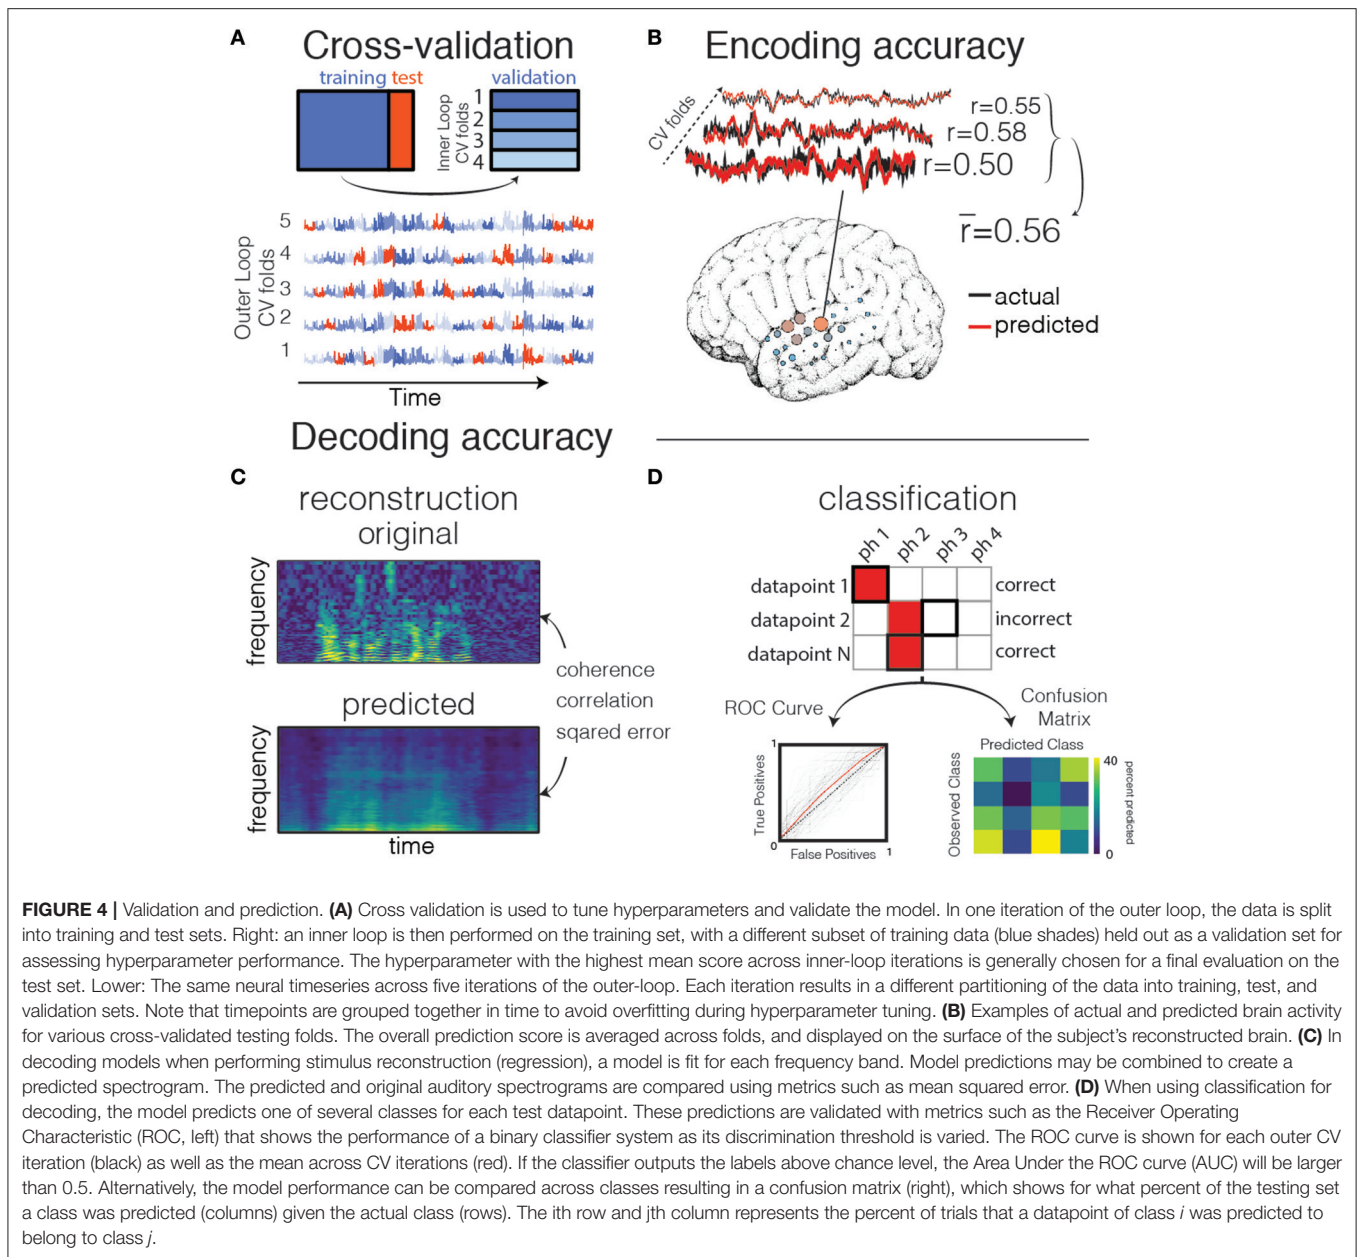 A
Cross-validation
training test
validation
Inner Loop
CV folds
1
2
3
4
Outer Loop
CV folds
5
4
3
2
1
Time
B
Encoding accuracy
CV folds
r=0.55
r=0.58
r=0.50
r=0.56
actual
predicted
Decoding accuracy
C
reconstruction
original
frequency
predicted
frequency
time
coherence
correlation
sqared error
D
classification
ph 1
ph 2
ph 3
ph 4
datapoint 1
correct
datapoint 2
incorrect
datapoint N
correct
ROC Curve
Confusion
Matrix
True Positives
1
0
False Positives
1
Predicted Class
Observed Class
40
0
percent predicted
FIGURE 4 | Validation and prediction. (A) Cross validation is used to tune hyperparameters and validate the model. In one iteration of the outer loop, the data is split
into training and test sets. Right: an inner loop is then performed on the training set, with a different subset of training data (blue shades) held out as a validation set for
assessing hyperparameter performance. The hyperparameter with the highest mean score across inner-loop iterations is generally chosen for a final evaluation on the
test set. Lower: The same neural timeseries across five iterations of the outer-loop. Each iteration results in a different partitioning of the data into training, test, and
validation sets. Note that timepoints are grouped together in time to avoid overfitting during hyperparameter tuning. (B) Examples of actual and predicted brain activity
for various cross-validated testing folds. The overall prediction score is averaged across folds, and displayed on the surface of the subject's reconstructed brain. (C) In
decoding models when performing stimulus reconstruction (regression), a model is fit for each frequency band. Model predictions may be combined to create a
predicted spectrogram. The predicted and original auditory spectrograms are compared using metrics such as mean squared error. (D) When using classification for
decoding, the model predicts one of several classes for each test datapoint. These predictions are validated with metrics such as the Receiver Operating
Characteristic (ROC, left) that shows the performance of a binary classifier system as its discrimination threshold is varied. The ROC curve is shown for each outer CV
iteration (black) as well as the mean across CV iterations (red). If the classifier outputs the labels above chance level, the Area Under the ROC curve (AUC) will be larger
than 0.5. Alternatively, the model performance can be compared across classes resulting in a confusion matrix (right), which shows for what percent of the testing set
a class was predicted (columns) given the actual class (rows). The ith row and jth column represents the percent of trials that a datapoint of class i was predicted to
belong to class j.